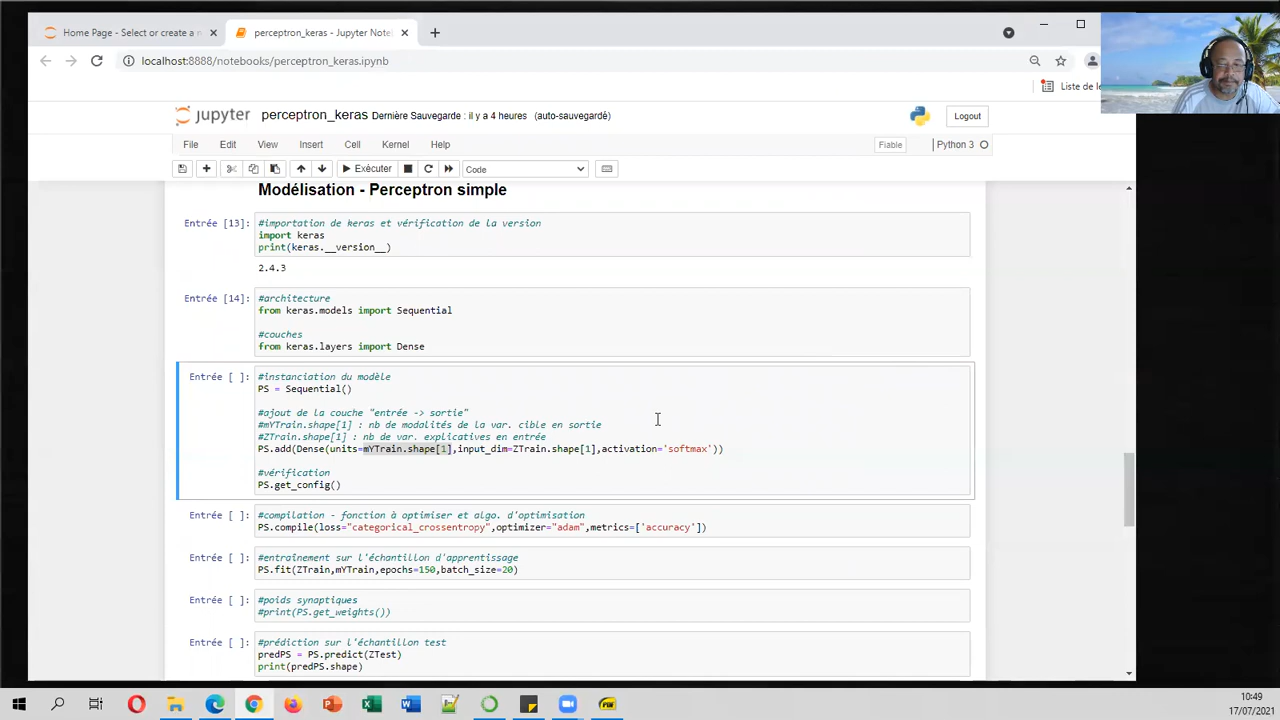 Home Page - Select or create a n
perceptron_keras - Jupyter Note
localhost:8888/notebooks/perceptron_keras.ipynb
Liste de le
jupyter perceptron_keras Dernière Sauvegarde : il y a 4 heures (auto-sauvegardé)
Logout
File Edit View Insert Cell Kernel Help
Fiable
Python 3
Exécuter
Code
Modélisation - Perceptron simple
Entrée [13]:
#importation de keras et vérification de la version
import keras
print(keras.__version__)
2.4.3
Entrée [14]:
#architecture
from keras.models import Sequential
#couches
from keras.layers import Dense
Entrée [ ]:
#instanciation du modèle
PS = Sequential()
#ajout de la couche "entrée -> sortie"
#mYTrain.shape[1] : nb de modalités de la var. cible en sortie
#ZTrain.shape[1] : nb de var. explicatives en entrée
PS.add(Dense(units=mYTrain.shape[1],input_dim=ZTrain.shape[1],activation='softmax'))
#vérification
PS.get_config()
Entrée [ ]:
#compilation - fonction à optimiser et algo. d'optimisation
PS.compile(loss="categorical_crossentropy",optimizer="adam",metrics=['accuracy'])
Entrée [ ]:
#entraînement sur l'échantillon d'apprentissage
PS.fit(ZTrain,mYTrain,epochs=150,batch_size=20)
Entrée [ ]:
#poids synaptiques
#print(PS.get_weights())
Entrée [ ]:
#prédiction sur l'échantillon test
predPS = PS.predict(ZTest)
print(predPS.shape)
10:49
17/07/2021